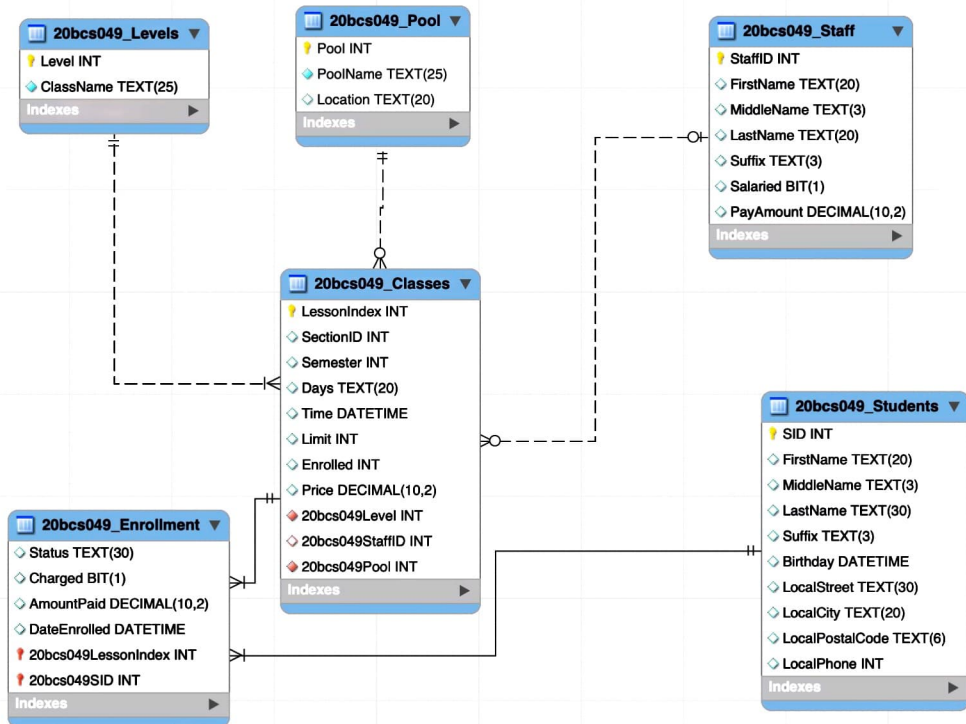 20bcs049_Levels
Level INT
ClassName TEXT(25)
Indexes
20bcs049_Pool
Pool INT
PoolName TEXT(25)
Location TEXT(20)
Indexes
20bcs049_Staff
StaffID INT
FirstName TEXT(20)
MiddleName TEXT(3)
LastName TEXT(20)
Suffix TEXT(3)
Salaried BIT(1)
PayAmount DECIMAL(10,2)
Indexes
20bcs049_Classes
LessonIndex INT
SectionID INT
Semester INT
Days TEXT(20)
Time DATETIME
Limit INT
Enrolled INT
Price DECIMAL(10,2)
20bcs049Level INT
20bcs049StaffID INT
20bcs049Pool INT
Indexes
20bcs049_Students
SID INT
FirstName TEXT(20)
MiddleName TEXT(3)
LastName TEXT(30)
Suffix TEXT(3)
Birthday DATETIME
LocalStreet TEXT(30)
LocalCity TEXT(20)
LocalPostalCode TEXT(6)
LocalPhone INT
Indexes
20bcs049_Enrollment
Status TEXT(30)
Charged BIT(1)
AmountPaid DECIMAL(10,2)
DateEnrolled DATETIME
20bcs049LessonIndex INT
20bcs049SID INT
Indexes